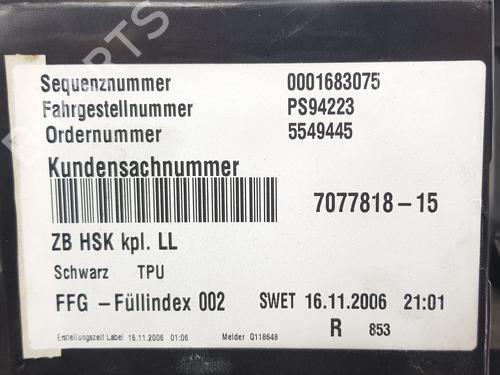 PARTS
Sequenznummer 0001683075
Fahrgestellnummer PS94223
Ordernummer 5549445
Kundensachnummer
7077818-15
ZB HSK kpl. LL
Schwarz TPU
FFG -Füllindex 002 SWET 16.11.2006 21:01
Erstellungszeit Label 16.11.2006 01:06 Melder Q118648 R 853